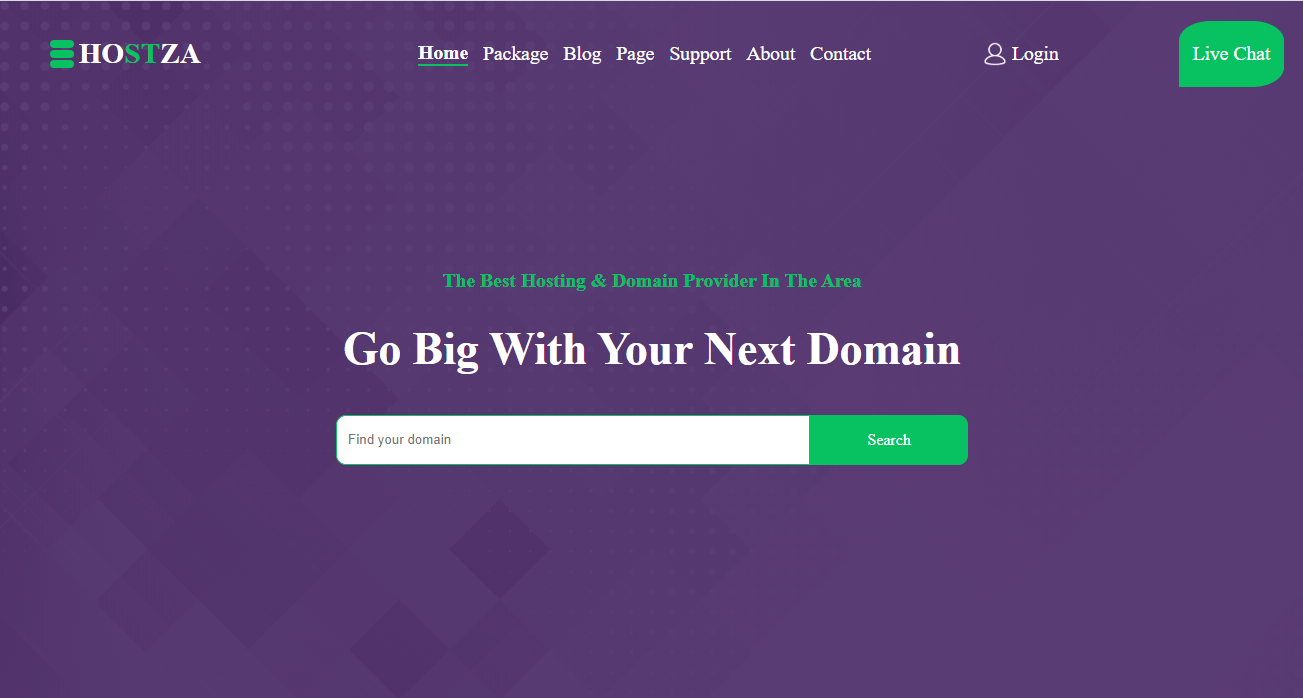 HOSTZA
Home Package Blog Page Support About Contact
Login
Live Chat
The Best Hosting & Domain Provider In The Area
Go Big With Your Next Domain
Find your domain
Search